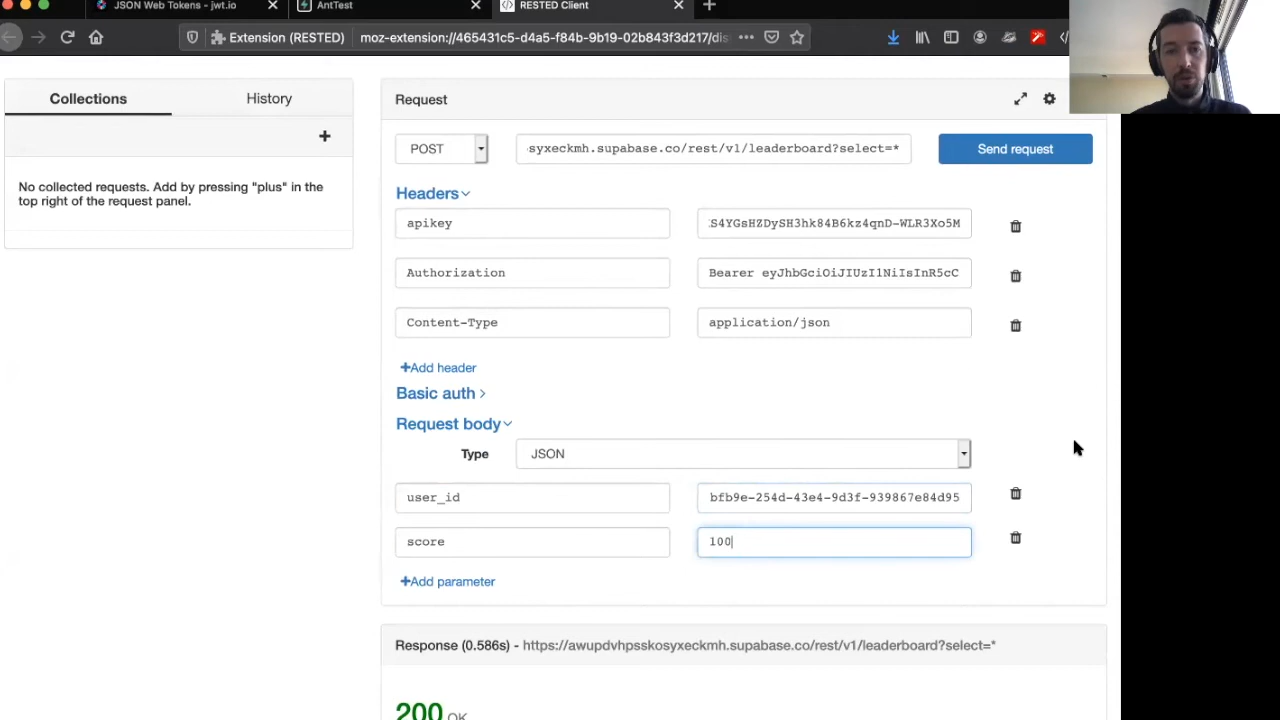 JSON Web Tokens - jwt.io
AntTest
RESTED Client
Extension (RESTED)
moz-extension://465431c5-d4a5-f84b-9b19-02b843f3d217/dis
Collections
History
No collected requests. Add by pressing "plus" in the
top right of the request panel.
Request
POST
syxeckmh.supabase.co/rest/v1/leaderboard?select=*
Send request
Headers
apikey
S4YGsHZDySH3hk84B6kz4qnD-WLR3Xo5M
Authorization
Bearer eyJhbGciOiJIUzI1NiIsInR5cC
Content-Type
application/json
+Add header
Basic auth
Request body
Type
JSON
user_id
bfb9e-254d-43e4-9d3f-939867e84d95
score
100
+Add parameter
Response (0.586s) - https://awupdvhpsskosyxeckmh.supabase.co/rest/v1/leaderboard?select=*
200 OK